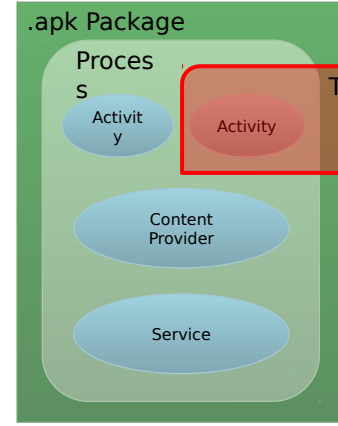 .apk Package
Proces
s
T
Activit
y
Activity
Content
Provider
Service